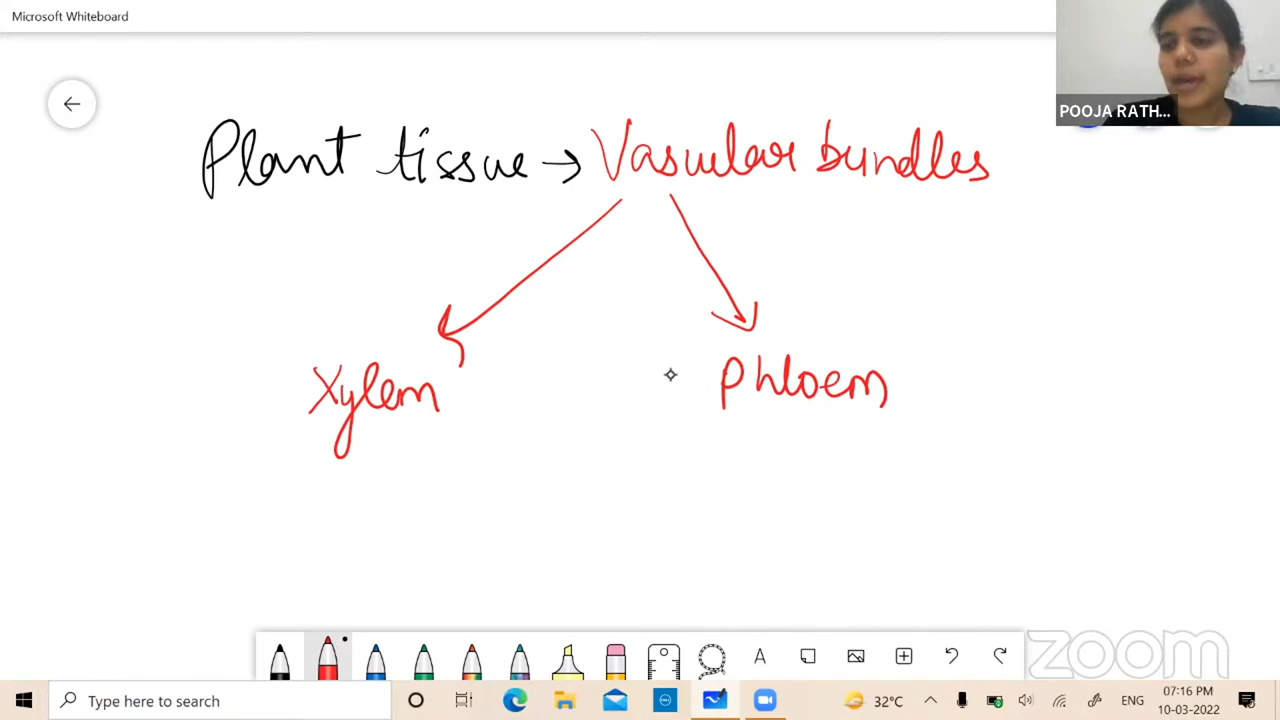 Microsoft Whiteboard
POOJA RATH...
Plant tissue → Vascular bundles
Xylem
Phloem
zoom
Type here to search
32°C
ENG
07:16 PM
10-03-2022